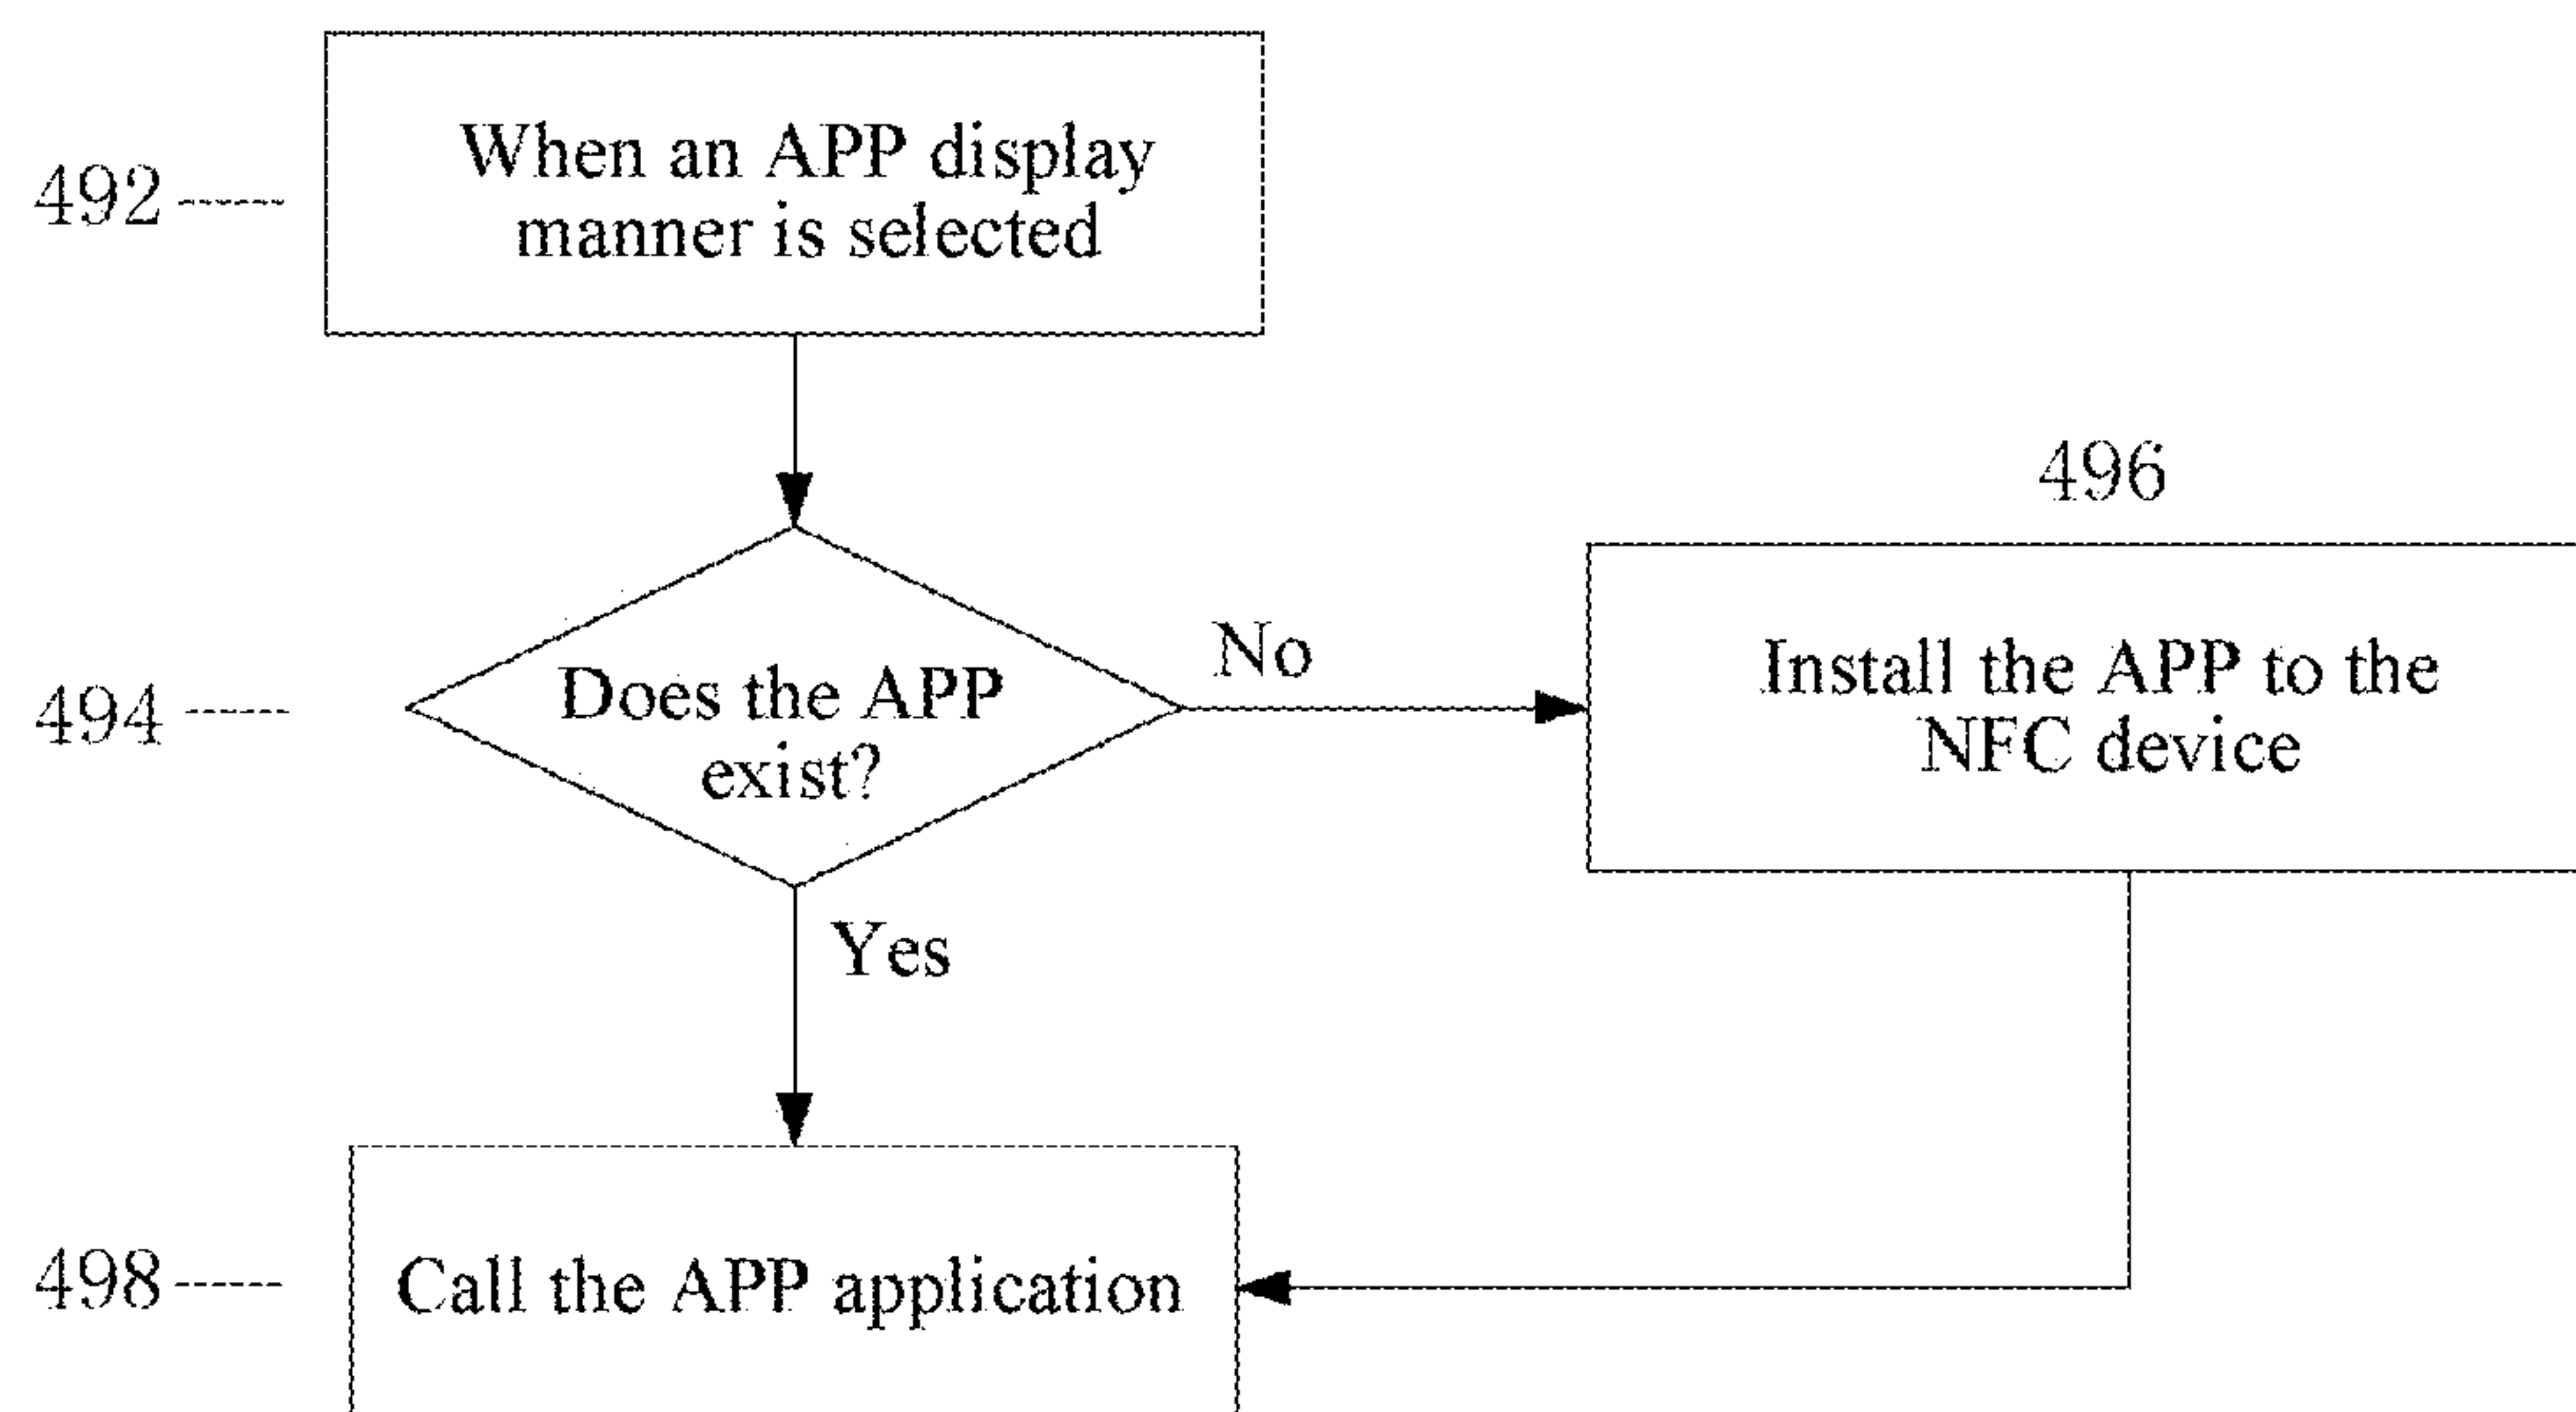 492
When an APP display
manner is selected
496
494
Does the APP
exist?
No
Install the APP to the
NFC device
Yes
498
Call the APP application